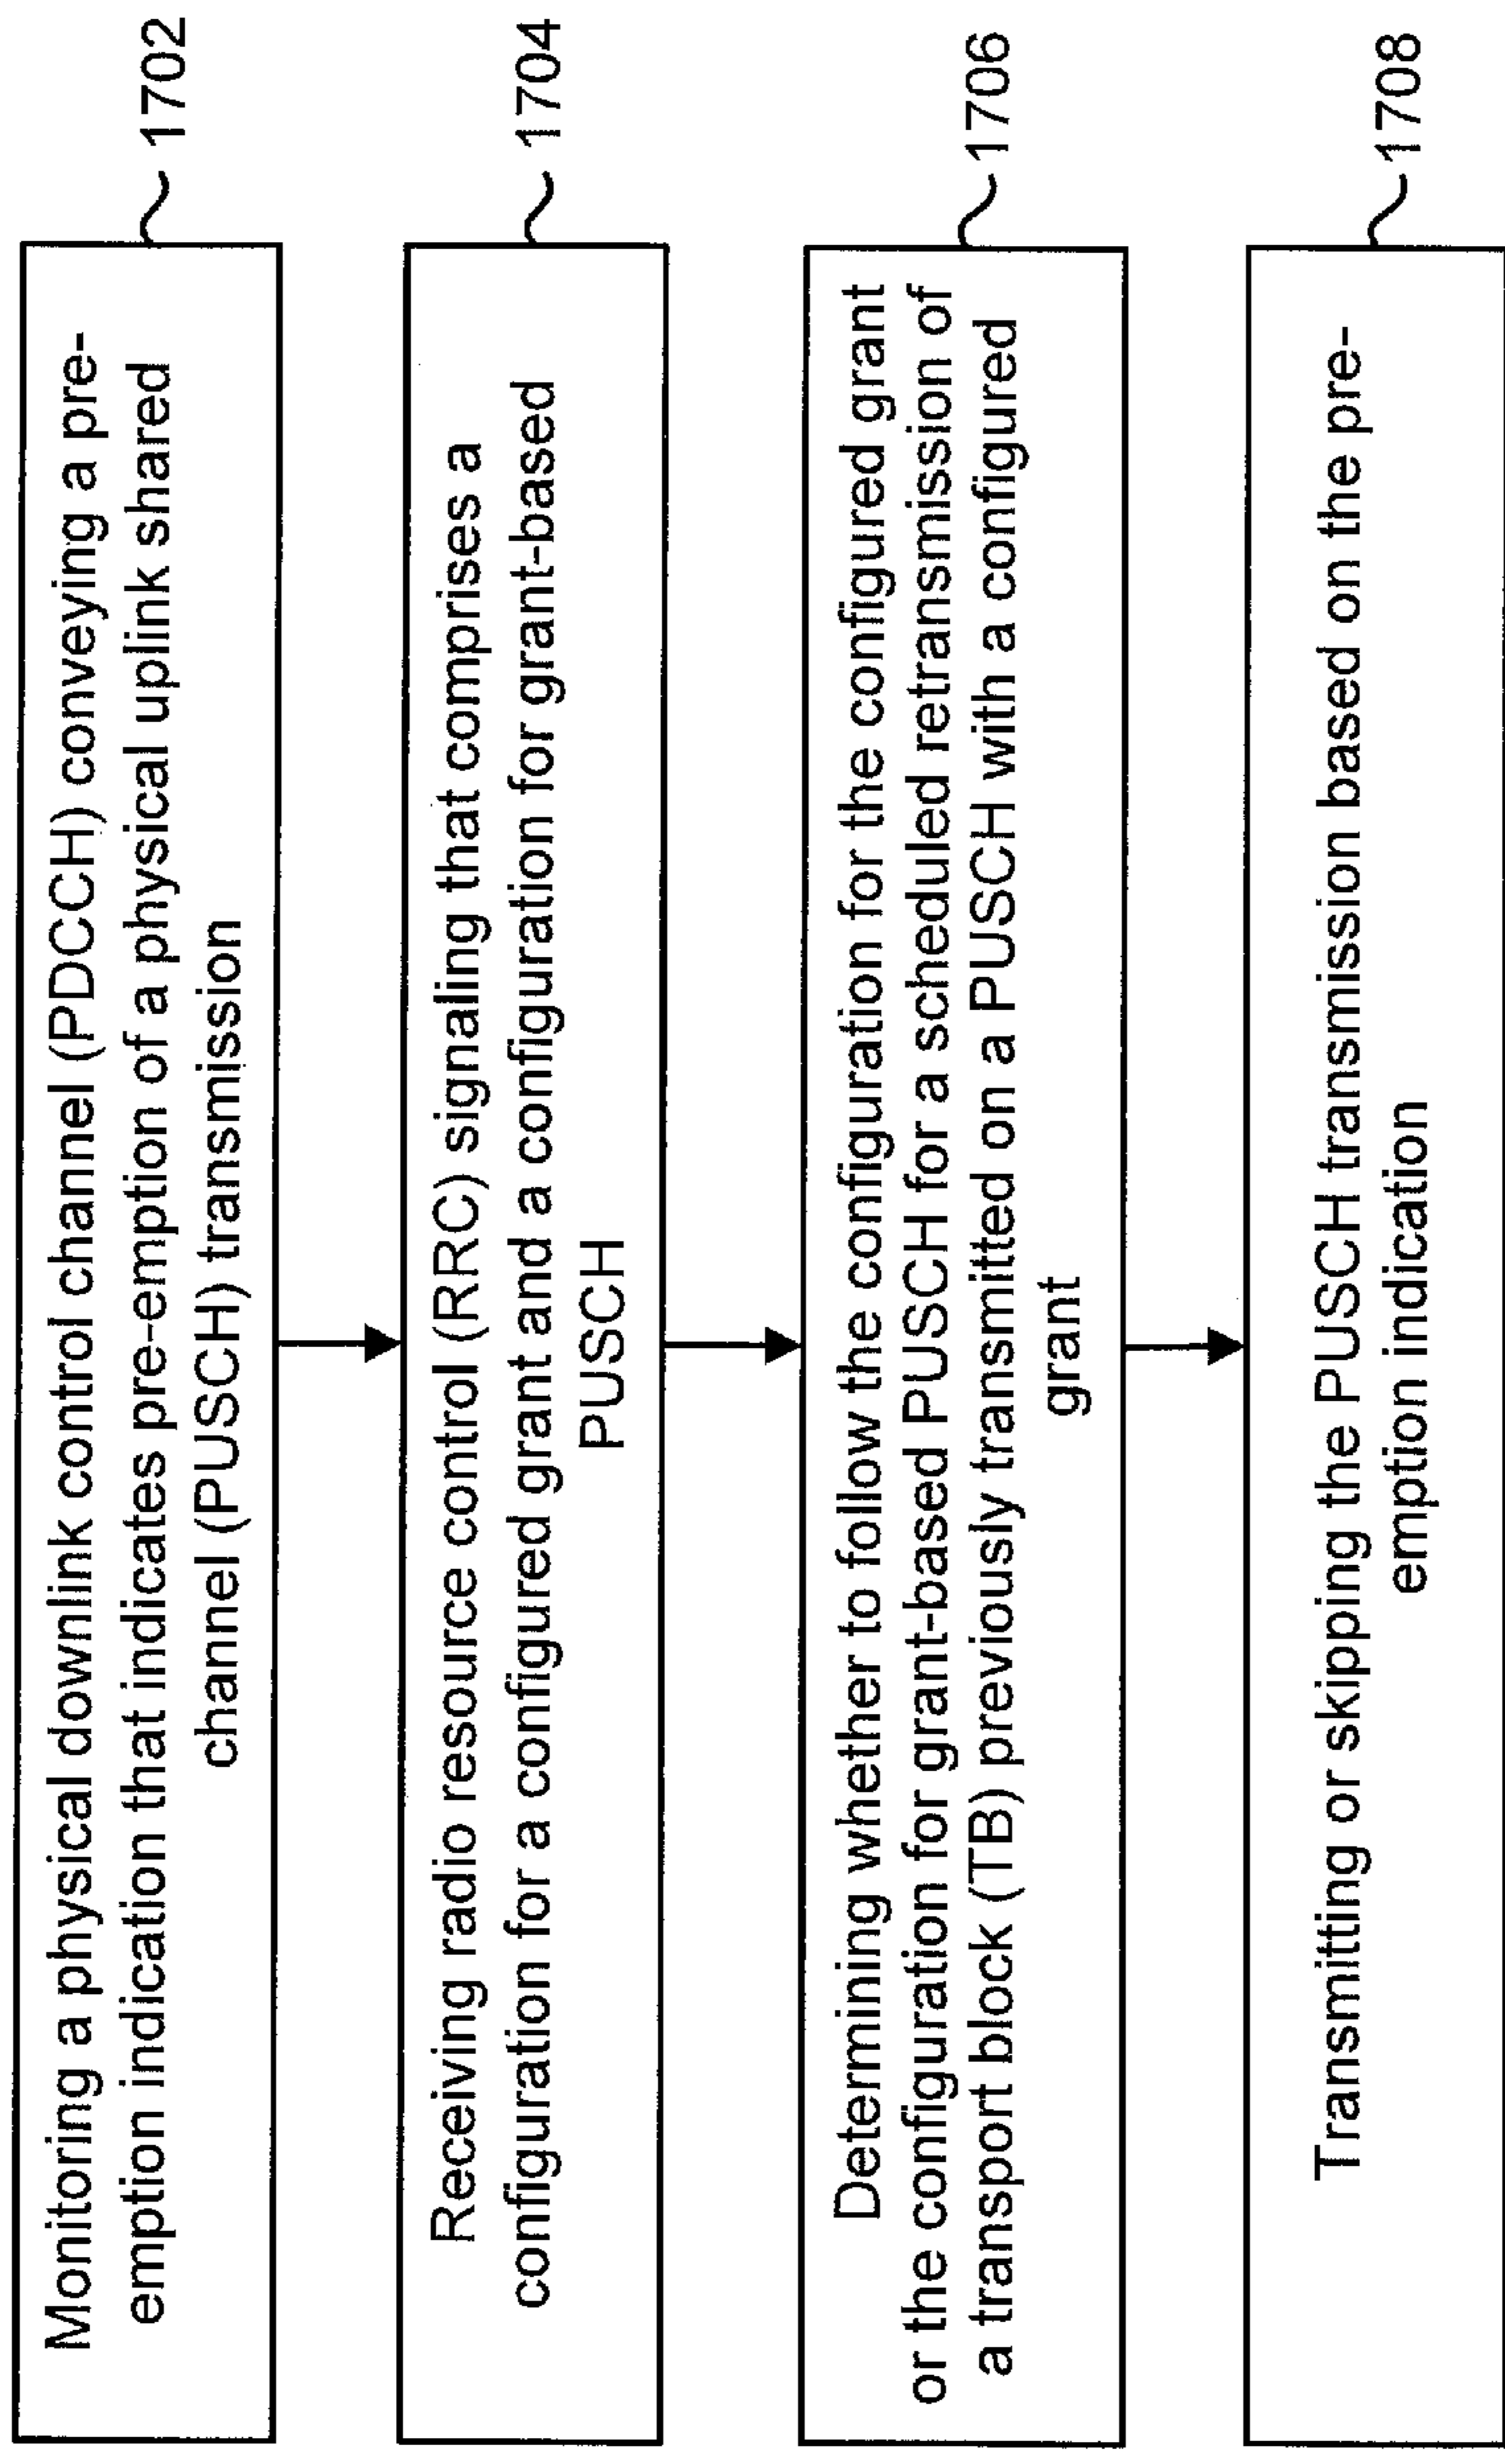 Monitoring a physical downlink control channel (PDCCH) conveying a pre-
emption indication that indicates pre-emption of a physical uplink shared
channel (PUSCH) transmission
1702
Receiving radio resource control (RRC) signaling that comprises a
configuration for a configured grant and a configuration for grant-based
PUSCH
1704
Determining whether to follow the configuration for the configured grant
or the configuration for grant-based PUSCH for a scheduled retransmission of
a transport block (TB) previously transmitted on a PUSCH with a configured
grant
1706
Transmitting or skipping the PUSCH transmission based on the pre-
emption indication
1708